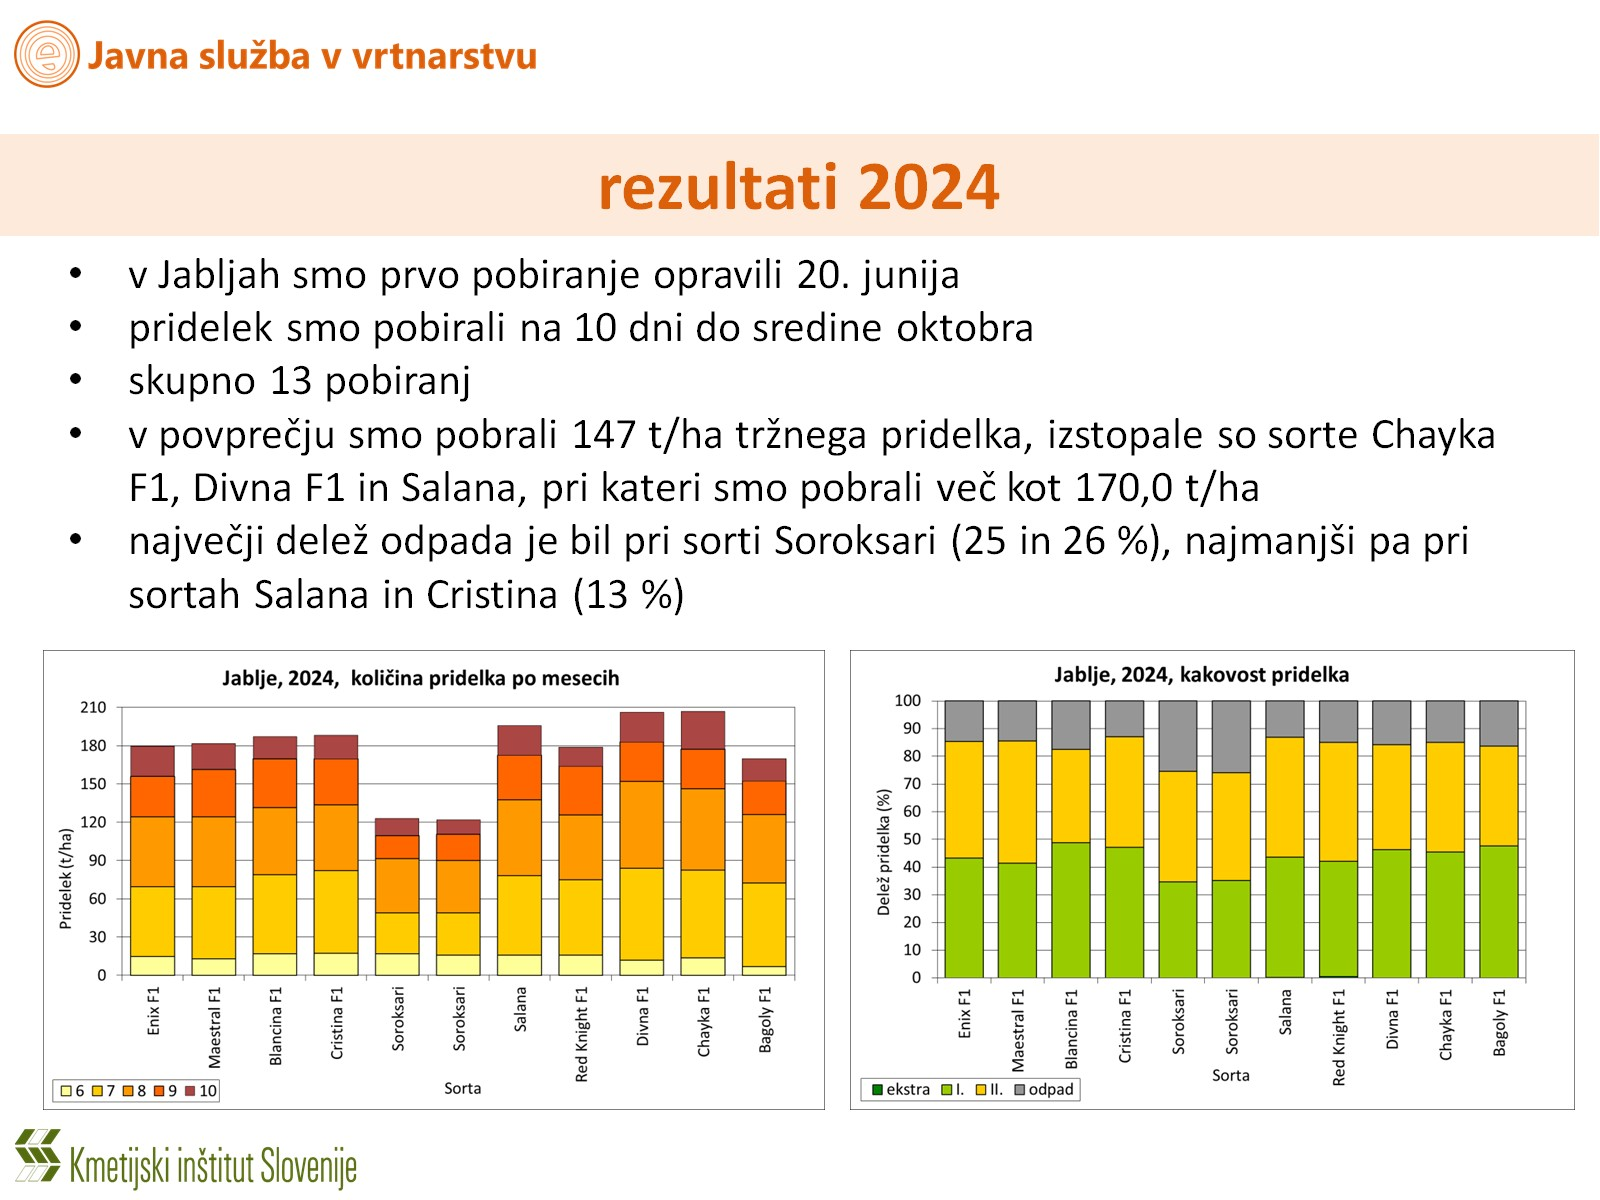 Javna služba v vrtnarstvu
rezultati 2024
• v Jabljah smo prvo pobiranje opravili 20. junija
• pridelek smo pobirali na 10 dni do sredine oktobra
• skupno 13 pobiranj
• v povprečju smo pobrali 147 t/ha tržnega pridelka, izstopale so sorte Chayka
F1, Divna F1 in Salana, pri kateri smo pobrali več kot 170,0 t/ha
• največji delež odpada je bil pri sorti Soroksari (25 in 26 %), najmanjši pa pri
sortah Salana in Cristina (13 %)
Jablje, 2024, količina pridelka po mesecih
Pridelek (t/ha)
210
180
150
120
90
60
30
0
Enix F1
Maestral F1
Blancina F1
Cristina F1
Soroksari
Soroksari
Salana
Red Knight F1
Divna F1
Chayka F1
Bagoly F1
Sorta
6 7 8 9 10
Jablje, 2024, kakovost pridelka
Delež pridelka (%)
100
90
80
70
60
50
40
30
20
10
0
Enix F1
Maestral F1
Blancina F1
Cristina F1
Soroksari
Soroksari
Salana
Red Knight F1
Divna F1
Chayka F1
Bagoly F1
Sorta
ekstra I. II. odpad
Kmetijski inštitut Slovenije